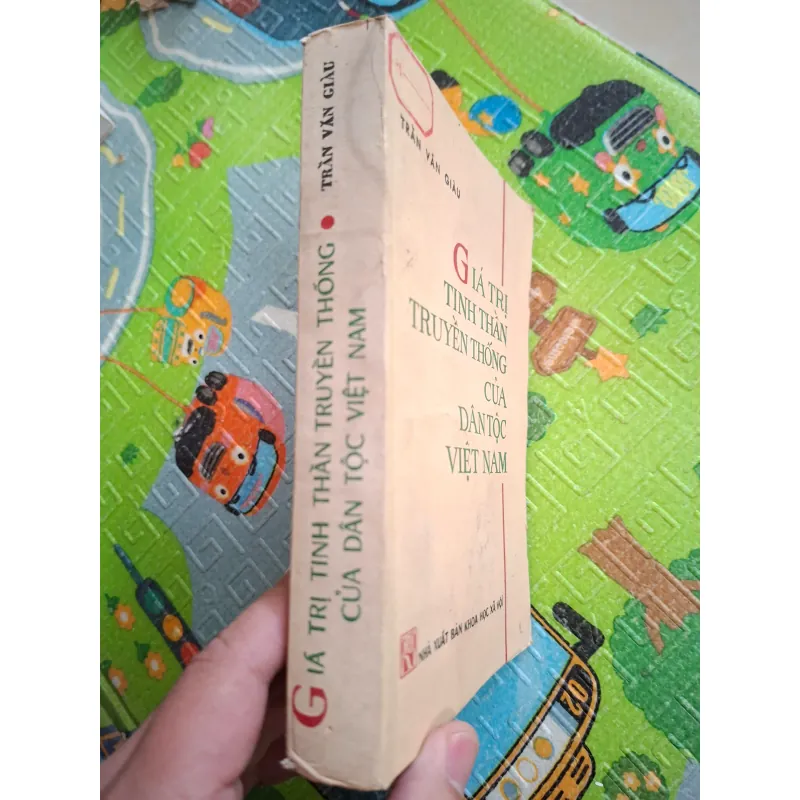 TRẦN VĂN GIÀU
GIÁ TRỊ TINH THẦN TRUYỀN THỐNG
CỦA DÂN TỘC VIỆT NAM
TRẦN VĂN GIÀU
GIÁ TRỊ
TINH THẦN
TRUYỀN THỐNG
CỦA
DÂN TỘC
VIỆT NAM
NHÀ XUẤT BẢN KHOA HỌC XÃ HỘI
02